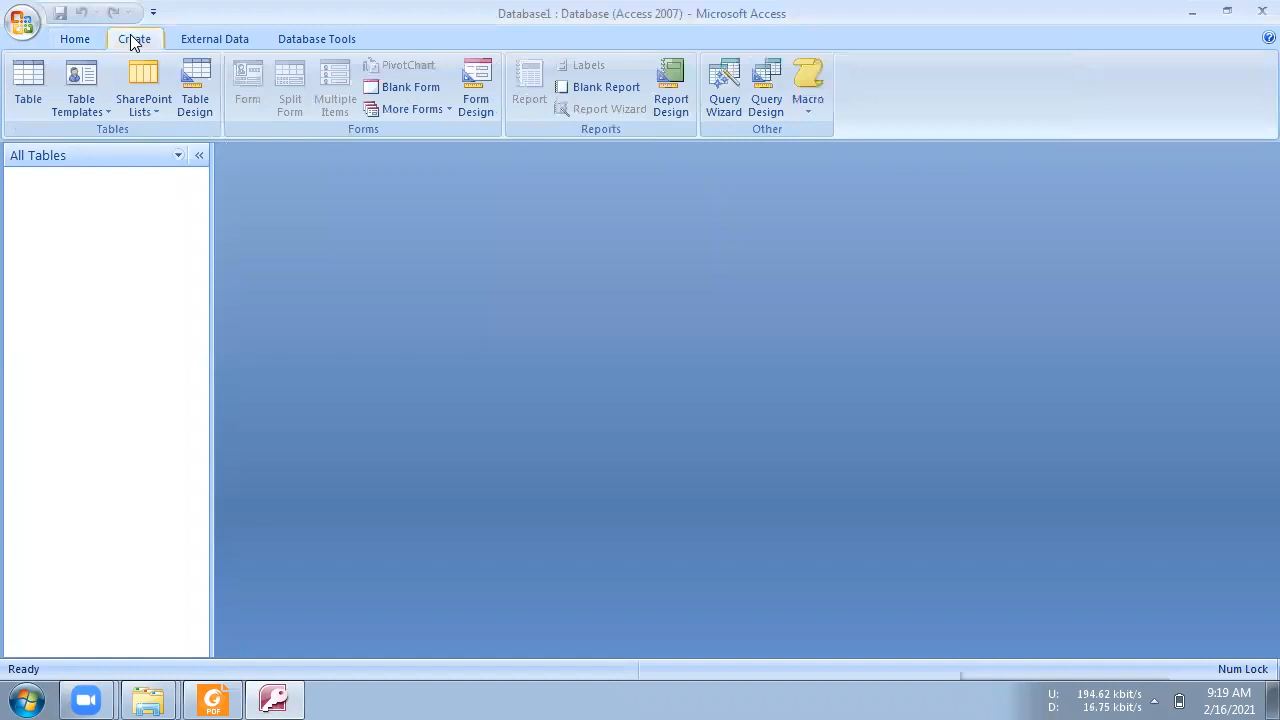 Database1 : Database (Access 2007) - Microsoft Access
Home Create External Data Database Tools
Table
Table Templates
SharePoint Lists
Table Design
Tables
Form
Split Form
Multiple Items
PivotChart
Blank Form
More Forms
Form Design
Forms
Report
Labels
Blank Report
Report Wizard
Report Design
Reports
Query Wizard
Query Design
Macro
Other
All Tables
Ready
Num Lock
PDF
U: 194.62 kbit/s
D: 16.75 kbit/s
9:19 AM
2/16/2021